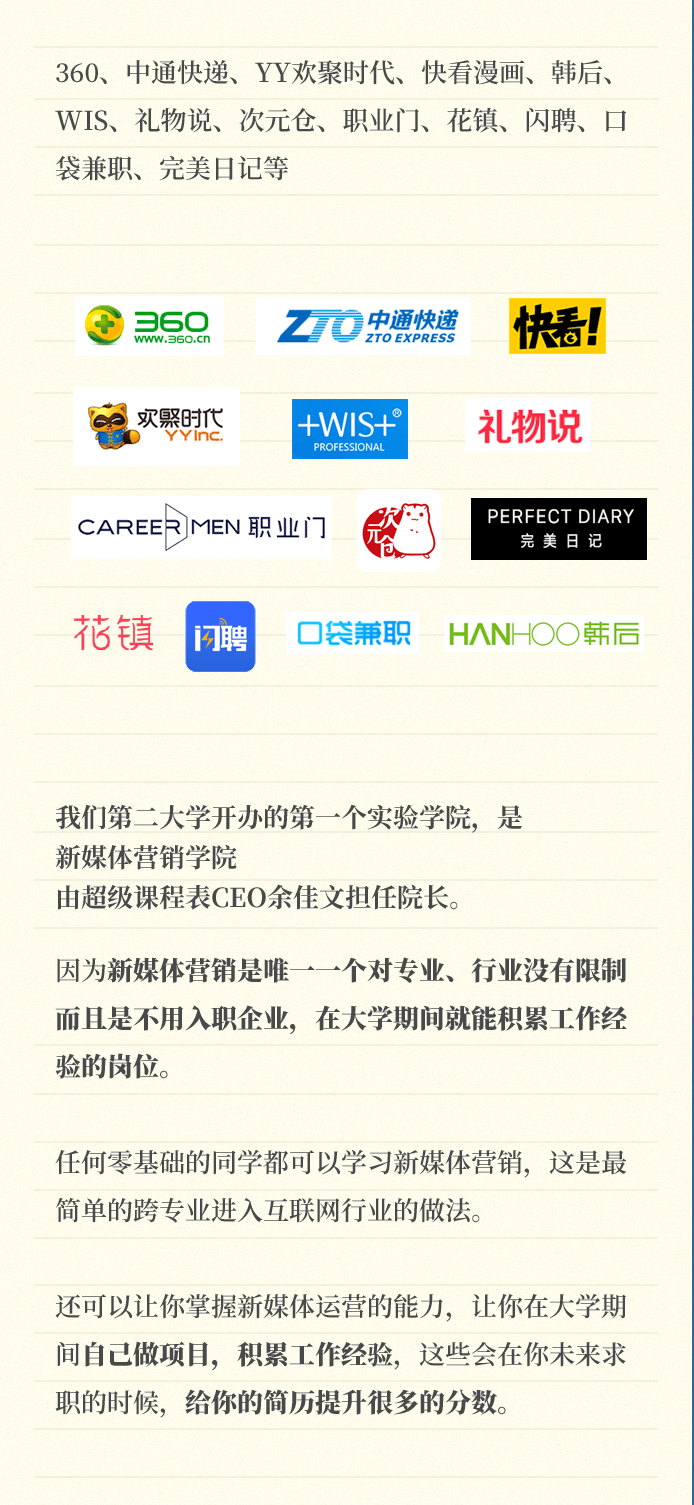 360、中通快递、YY欢聚时代、快看漫画、韩后、
WIS、礼物说、次元仓、职业门、花镇、闪聘、口
袋兼职、完美日记等
360
www.360.cn
ZTO 中通快递
ZTO EXPRESS
快看!
欢聚时代
YY Inc.
+WIS+®
PROFESSIONAL
礼物说
CAREER MEN 职业门
次元仓
PERFECT DIARY
完美日记
花镇
闪聘
口袋兼职
HANHOO韩后
我们第二大学开办的第一个实验学院，是
新媒体营销学院
由超级课程表CEO余佳文担任院长。
因为新媒体营销是唯一一个对专业、行业没有限制
而且是不用入职企业，在大学期间就能积累工作经
验的岗位。
任何零基础的同学都可以学习新媒体营销，这是最
简单的跨专业进入互联网行业的做法。
还可以让你掌握新媒体运营的能力，让你在大学期
间自己做项目，积累工作经验，这些会在你未来求
职的时候，给你的简历提升很多的分数。